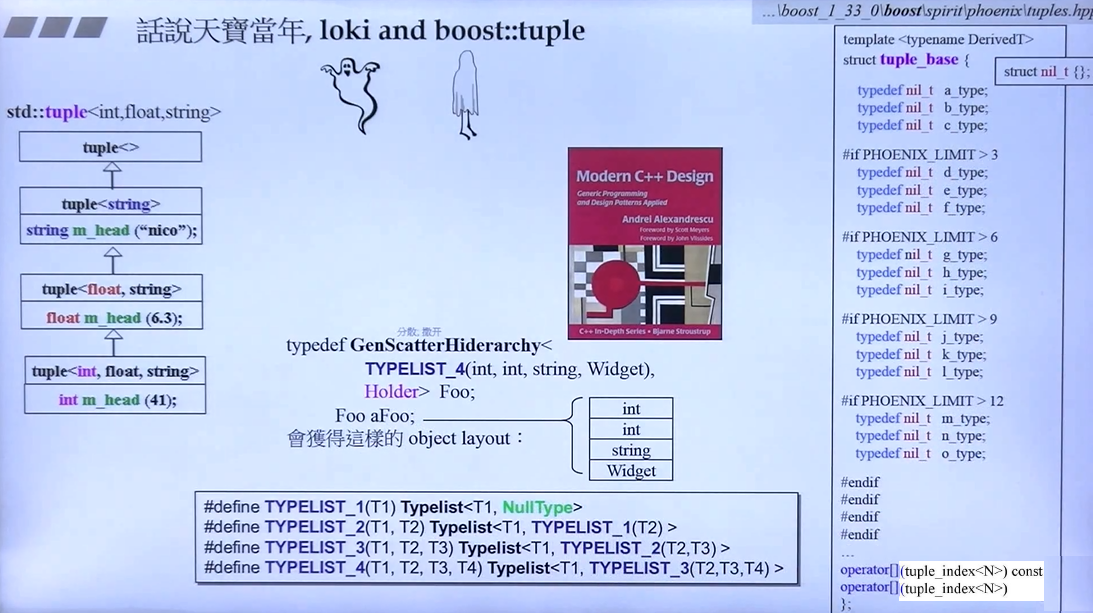 話說天寶當年, loki and boost::tuple
...\boost_1_33_0\boost\spirit\phoenix\tuples.hpp
std::tuple<int,float,string>
tuple<>
tuple<string>
string m_head (“nico”);
tuple<float, string>
float m_head (6.3);
tuple<int, float, string>
int m_head (41);
Modern C++ Design
Generic Programming
and Design Patterns Applied
Andrei Alexandrescu
Foreword by Scott Meyers
Foreword by John Vlissides
C++ In-Depth Series • Bjarne Stroustrup
分散, 撒开
typedef GenScatterHiderarchy<
TYPELIST_4(int, int, string, Widget),
Holder> Foo;
Foo aFoo;
會獲得這樣的 object layout：
int
int
string
Widget
#define TYPELIST_1(T1) Typelist<T1, NullType>
#define TYPELIST_2(T1, T2) Typelist<T1, TYPELIST_1(T2) >
#define TYPELIST_3(T1, T2, T3) Typelist<T1, TYPELIST_2(T2,T3) >
#define TYPELIST_4(T1, T2, T3, T4) Typelist<T1, TYPELIST_3(T2,T3,T4) >
template <typename DerivedT>
struct tuple_base {
struct nil_t {};
typedef nil_t a_type;
typedef nil_t b_type;
typedef nil_t c_type;
#if PHOENIX_LIMIT > 3
typedef nil_t d_type;
typedef nil_t e_type;
typedef nil_t f_type;
#if PHOENIX_LIMIT > 6
typedef nil_t g_type;
typedef nil_t h_type;
typedef nil_t i_type;
#if PHOENIX_LIMIT > 9
typedef nil_t j_type;
typedef nil_t k_type;
typedef nil_t l_type;
#if PHOENIX_LIMIT > 12
typedef nil_t m_type;
typedef nil_t n_type;
typedef nil_t o_type;
#endif
#endif
#endif
#endif
...
operator[](tuple_index<N>) const
operator[](tuple_index<N>)
};